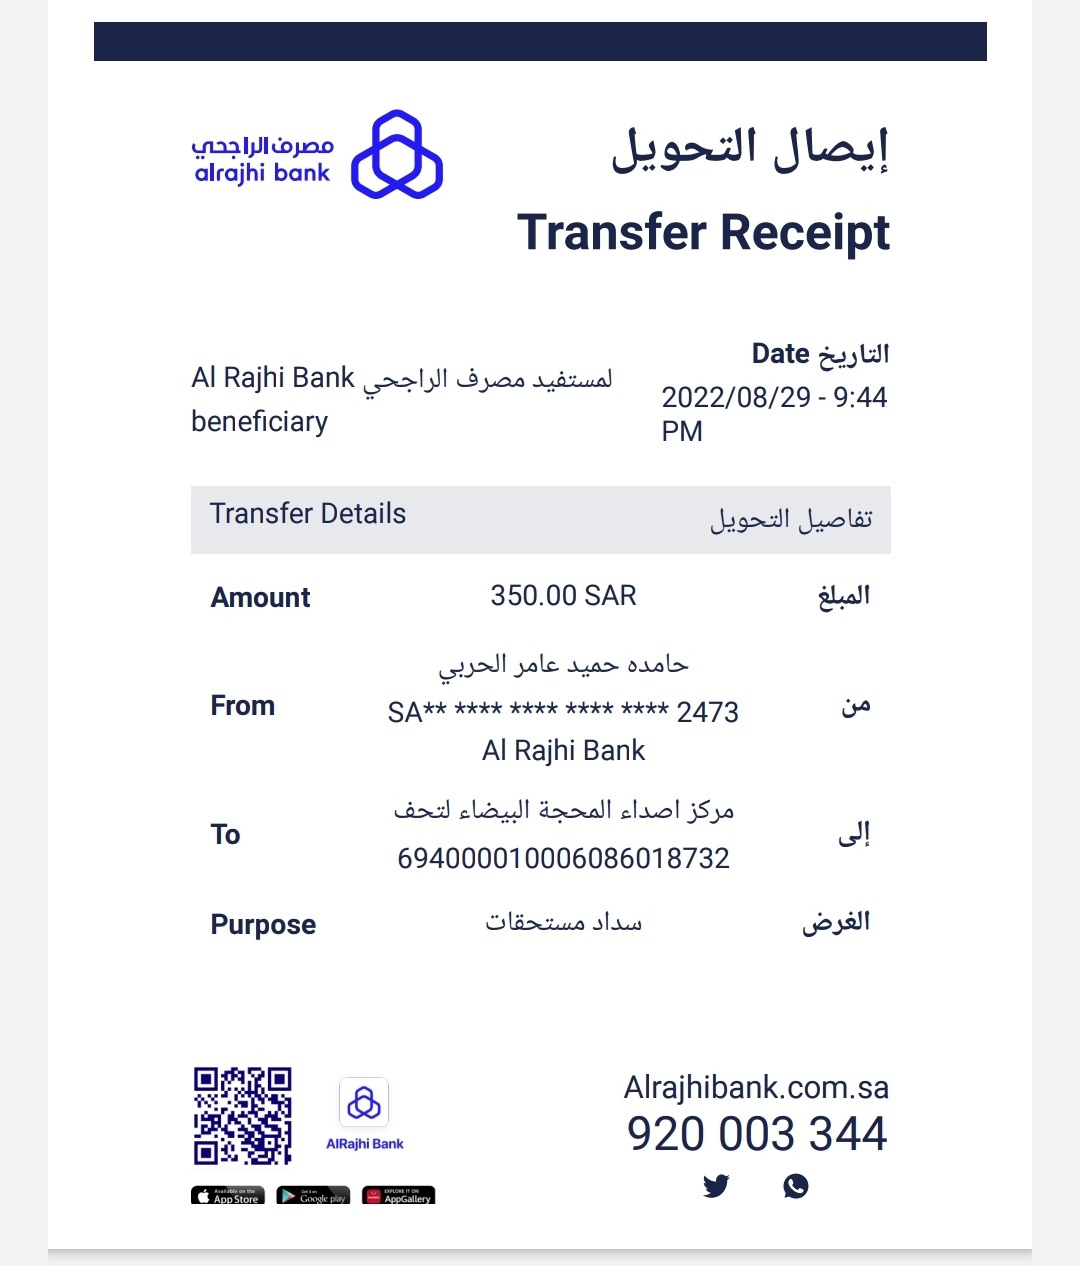 مصرف الراجحي
alrajhi bank
إيصال التحويل
Transfer Receipt
التاريخ Date
2022/08/29 - 9:44
PM
لمستفيد مصرف الراجحي Al Rajhi Bank
beneficiary
Transfer Details تفاصيل التحويل
Amount 350.00 SAR المبلغ
حامده حميد عامر الحربي
From SA** **** **** **** **** 2473 من
Al Rajhi Bank
مركز اصداء المحجة البيضاء لتحف
To إلى
694000010006086018732
Purpose سداد مستحقات الغرض
AlRajhi Bank
Available on the
App Store
Get it on
Google play
EXPLORE IT ON
AppGallery
Alrajhibank.com.sa
920 003 344